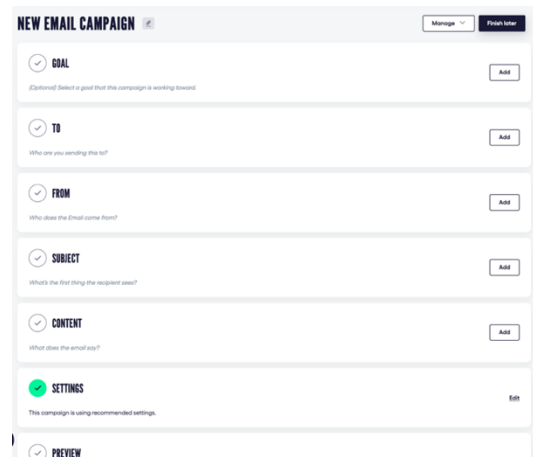 NEW EMAIL CAMPAIGN
Manage
Finish later
GOAL
Add
(Optional) Select a goal that this campaign is working toward.
TO
Add
Who are you sending this to?
FROM
Add
Who does the Email come from?
SUBJECT
Add
What's the first thing the recipient sees?
CONTENT
Add
What does the email say?
SETTINGS
Edit
This campaign is using recommended settings.
PREVIEW